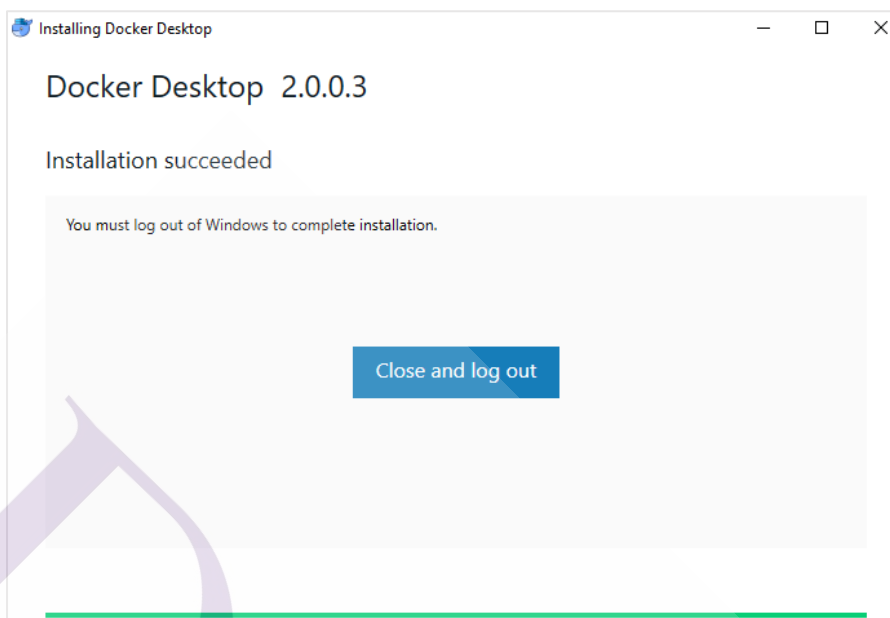 Installing Docker Desktop
Docker Desktop 2.0.0.3
Installation succeeded
You must log out of Windows to complete installation.
Close and log out